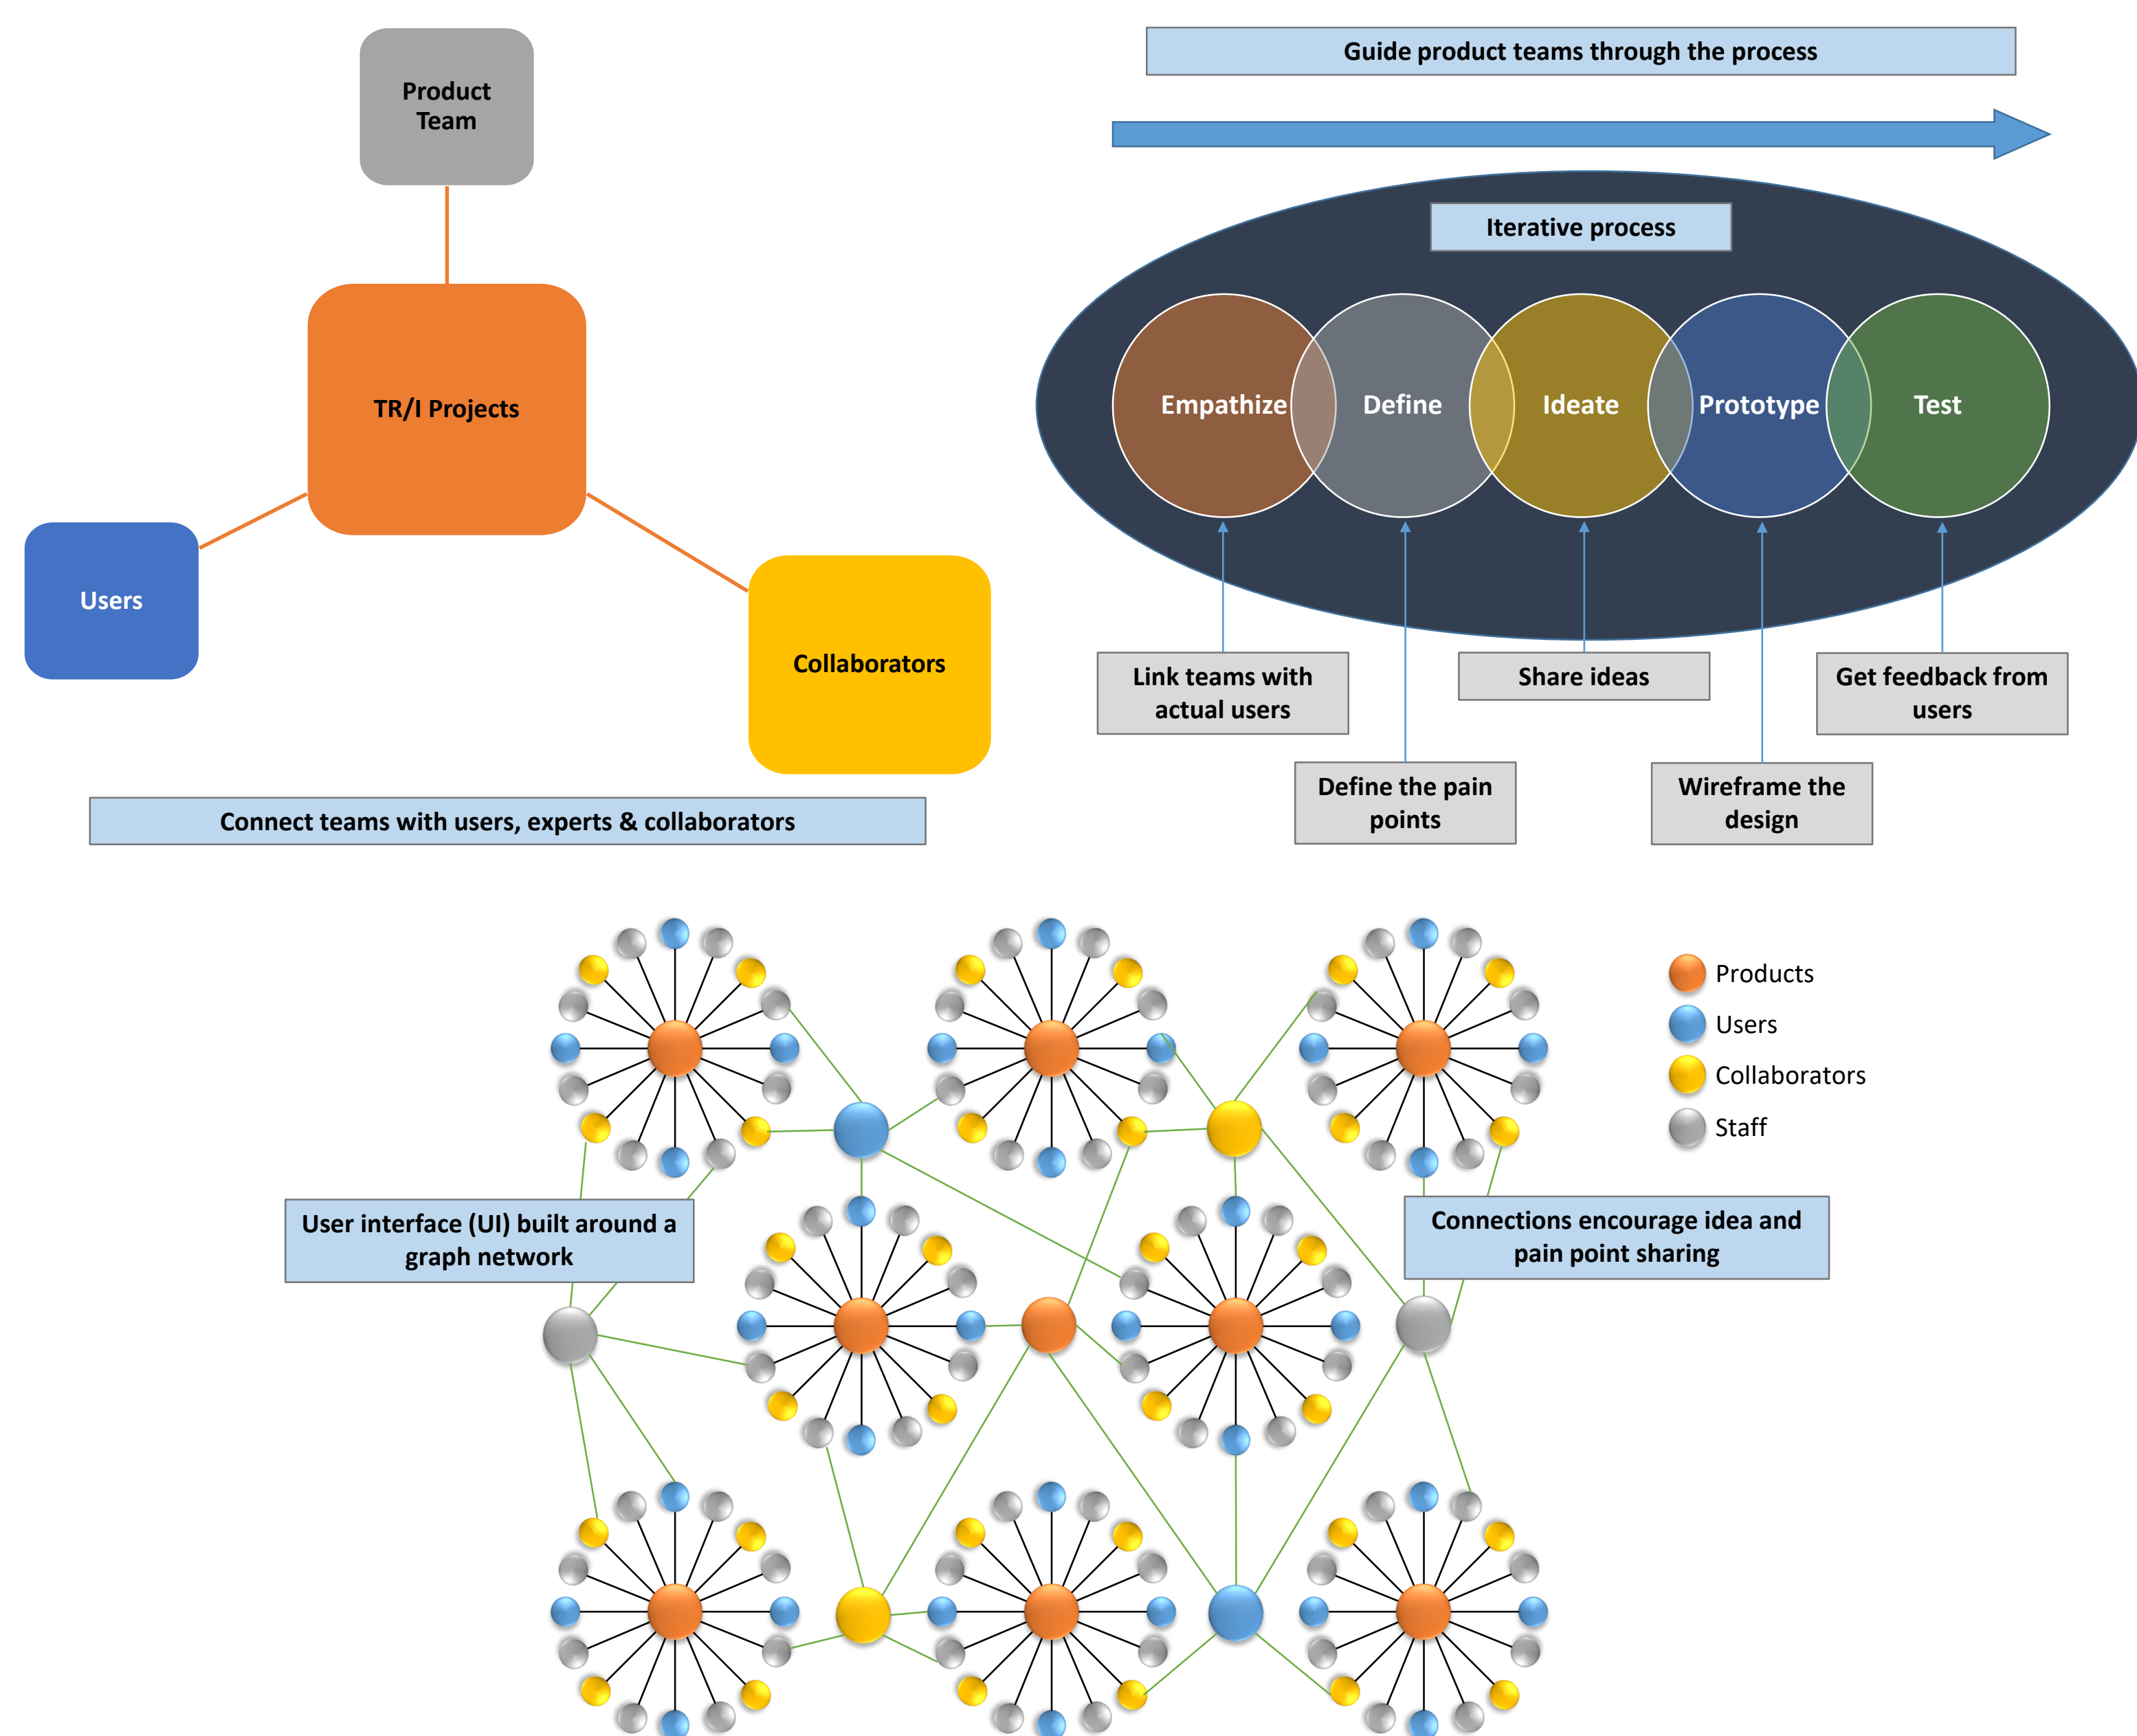 Product
Team
TR/I Projects
Users
Collaborators
Connect teams with users, experts & collaborators
Guide product teams through the process
Iterative process
Empathize
Define
Ideate
Prototype
Test
Link teams with
actual users
Define the pain
points
Share ideas
Wireframe the
design
Get feedback from
users
Products
Users
Collaborators
Staff
User interface (UI) built around a
graph network
Connections encourage idea and
pain point sharing